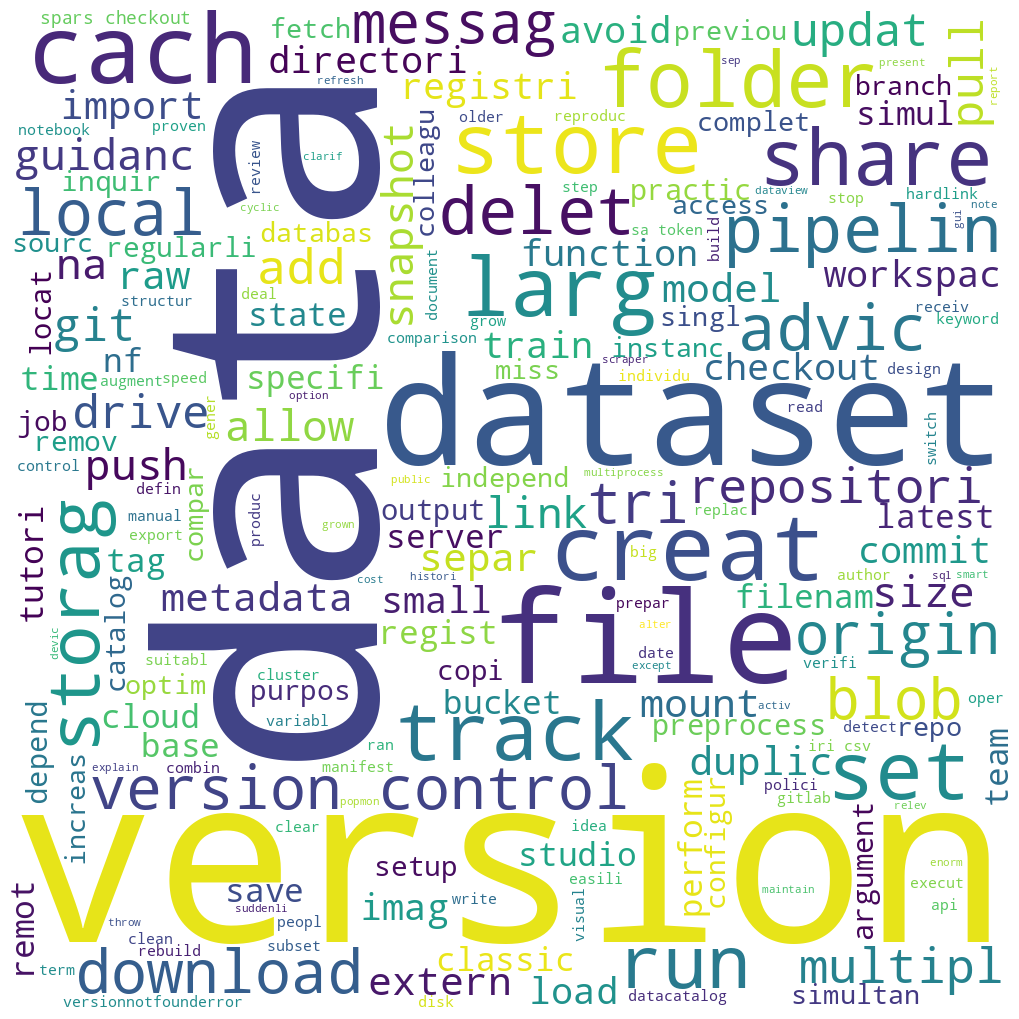 spars checkout
cach
fetch
messag
avoid
previou
updat
directori
refresh
sep
folder
present
pull
report
import
registri
branch
simul
notebook
proven
older
reproduc
complet
guidanc
review
clarif
colleagu
store
share
inquir
cyclic
snapshot
step
practic
dataview
stop
hardlink
local
delet
access
gui
note
sourc
regularli
databas
sa token
build
pipelin
na
raw
add
document
function
workspac
locat
structur
deal
larg
model
git
state
grow
singl
advic
receiv
keyword
comparison
train
instanc
nf
data
scraper
checkout
design
time
augment
speed
specifi
miss
individu
option
dataset
read
switch
job
drive
gener
allow
remov
control
push
independ
multiprocess
repositori
defin
public
tri
storag
manual
compar
produc
output
link
replac
latest
tutori
export
grown
server
creat
tag
cost
histori
separ
big
commit
catalog
metadata
small
prepar
file
author
sql
smart
filenam
size
devic
regist
alter
origin
suitabl
cluster
copi
date
except
verifi
optim
purpos
bucket
mount
activ
blob
oper
cloud
variabl
track
preprocess
detect
repo
depend
base
ran
iri csv
team
increas
explain
combin
manifest
duplic
polici
set
version control
popmon
perform
configur
gitlab
relev
clear
idea
argument
version
studio
enorm
setup
easili
maintain
execut
remot
save
suddenli
imag
write
visual
api
throw
peopl
clean
rebuild
subset
classic
run
multipl
term
download
extern
load
datacatalog
simultan
versionnotfounderror
disk